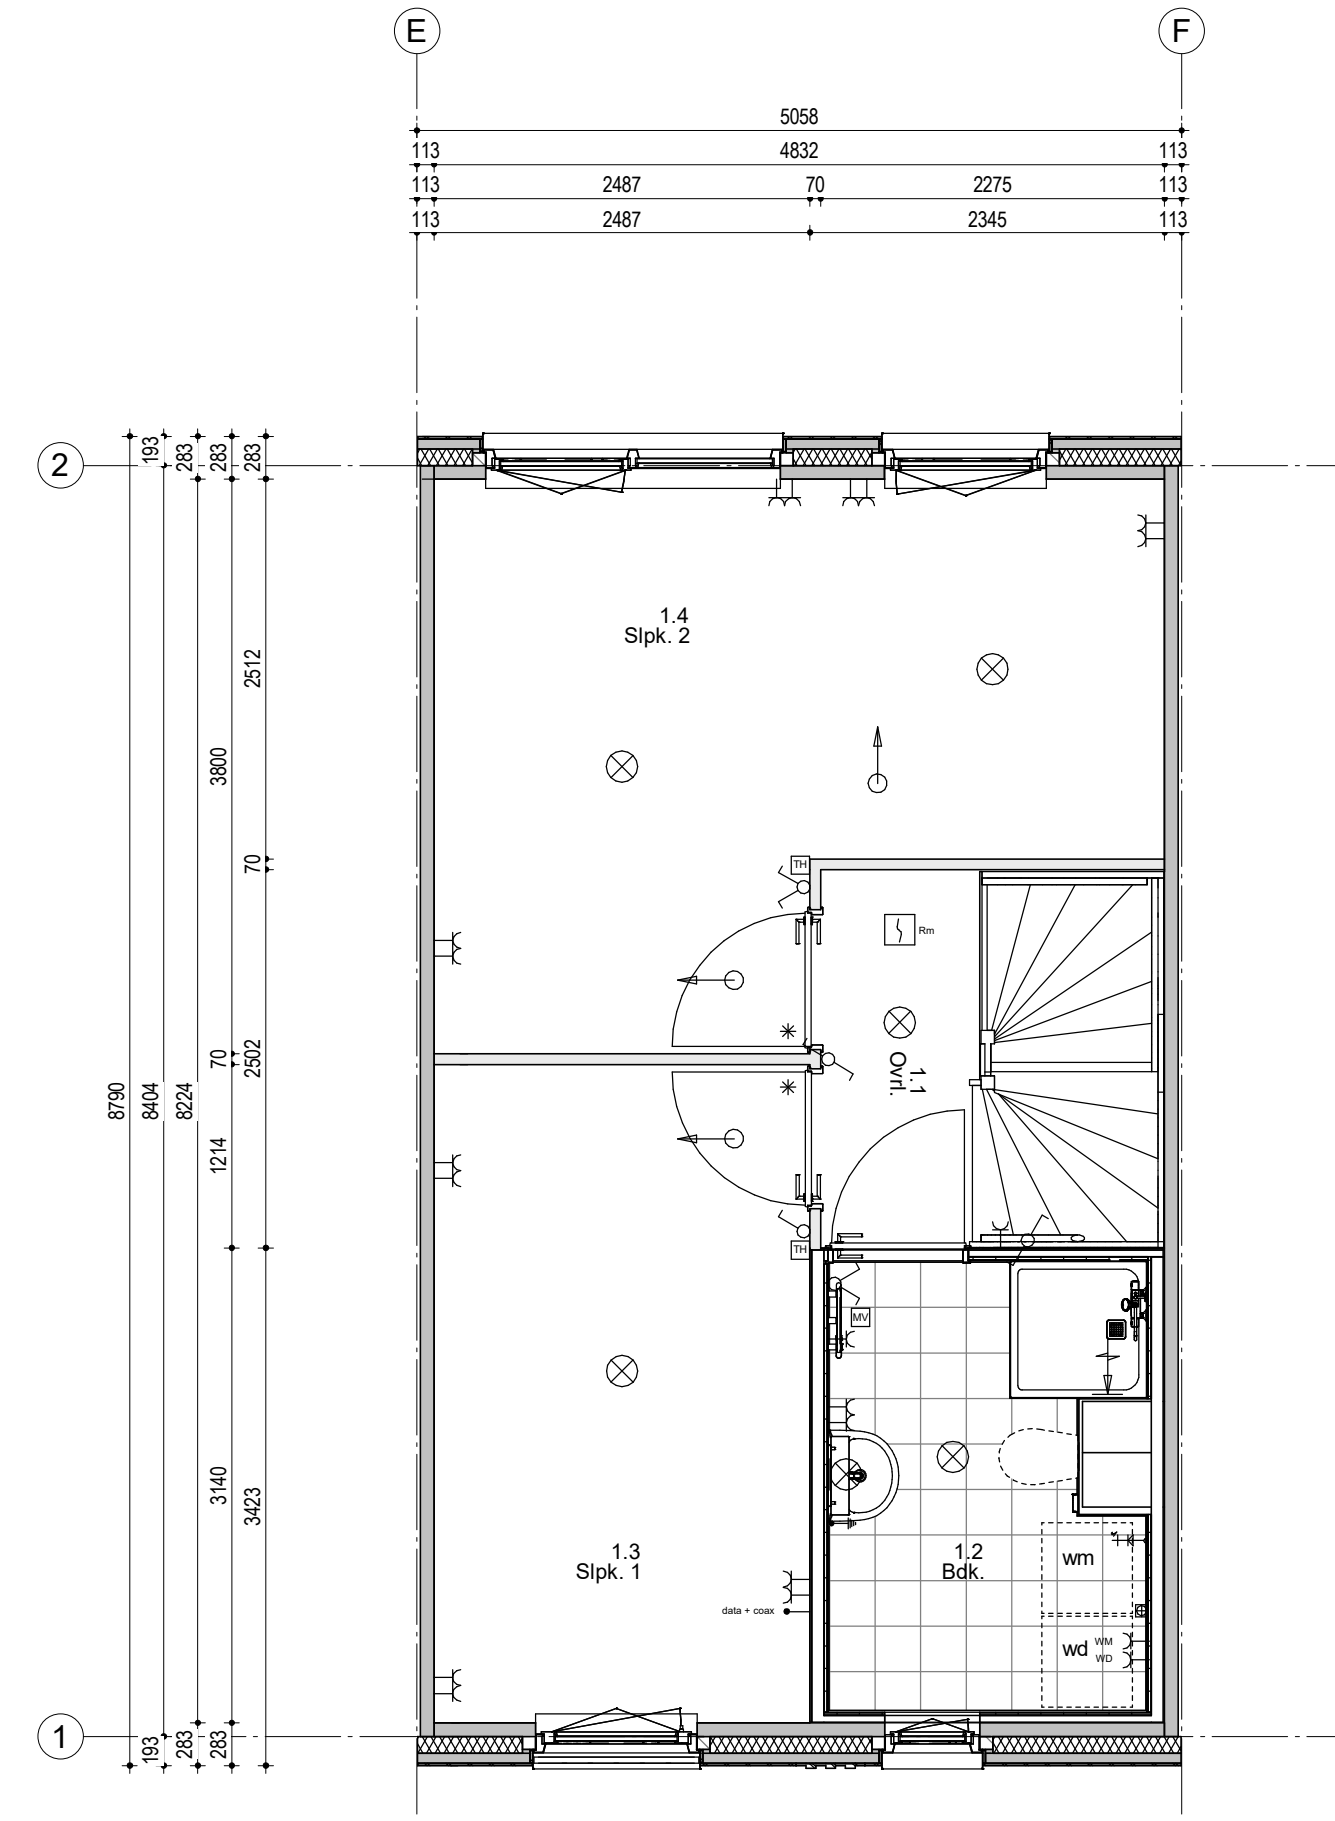 E
F
5058
113
4832
113
113
2487
70
2275
113
113
2487
2345
113
2
193
283
283
283
2512
3800
70
70
2502
8790
8404
8224
1214
3140
3423
193
283
283
1
1.4
Slpk. 2
TH
Rm
1.1
Ovrl.
TH
MV
1.3
Slpk. 1
data + coax
1.2
Bdk.
wm
wd
WM
WD